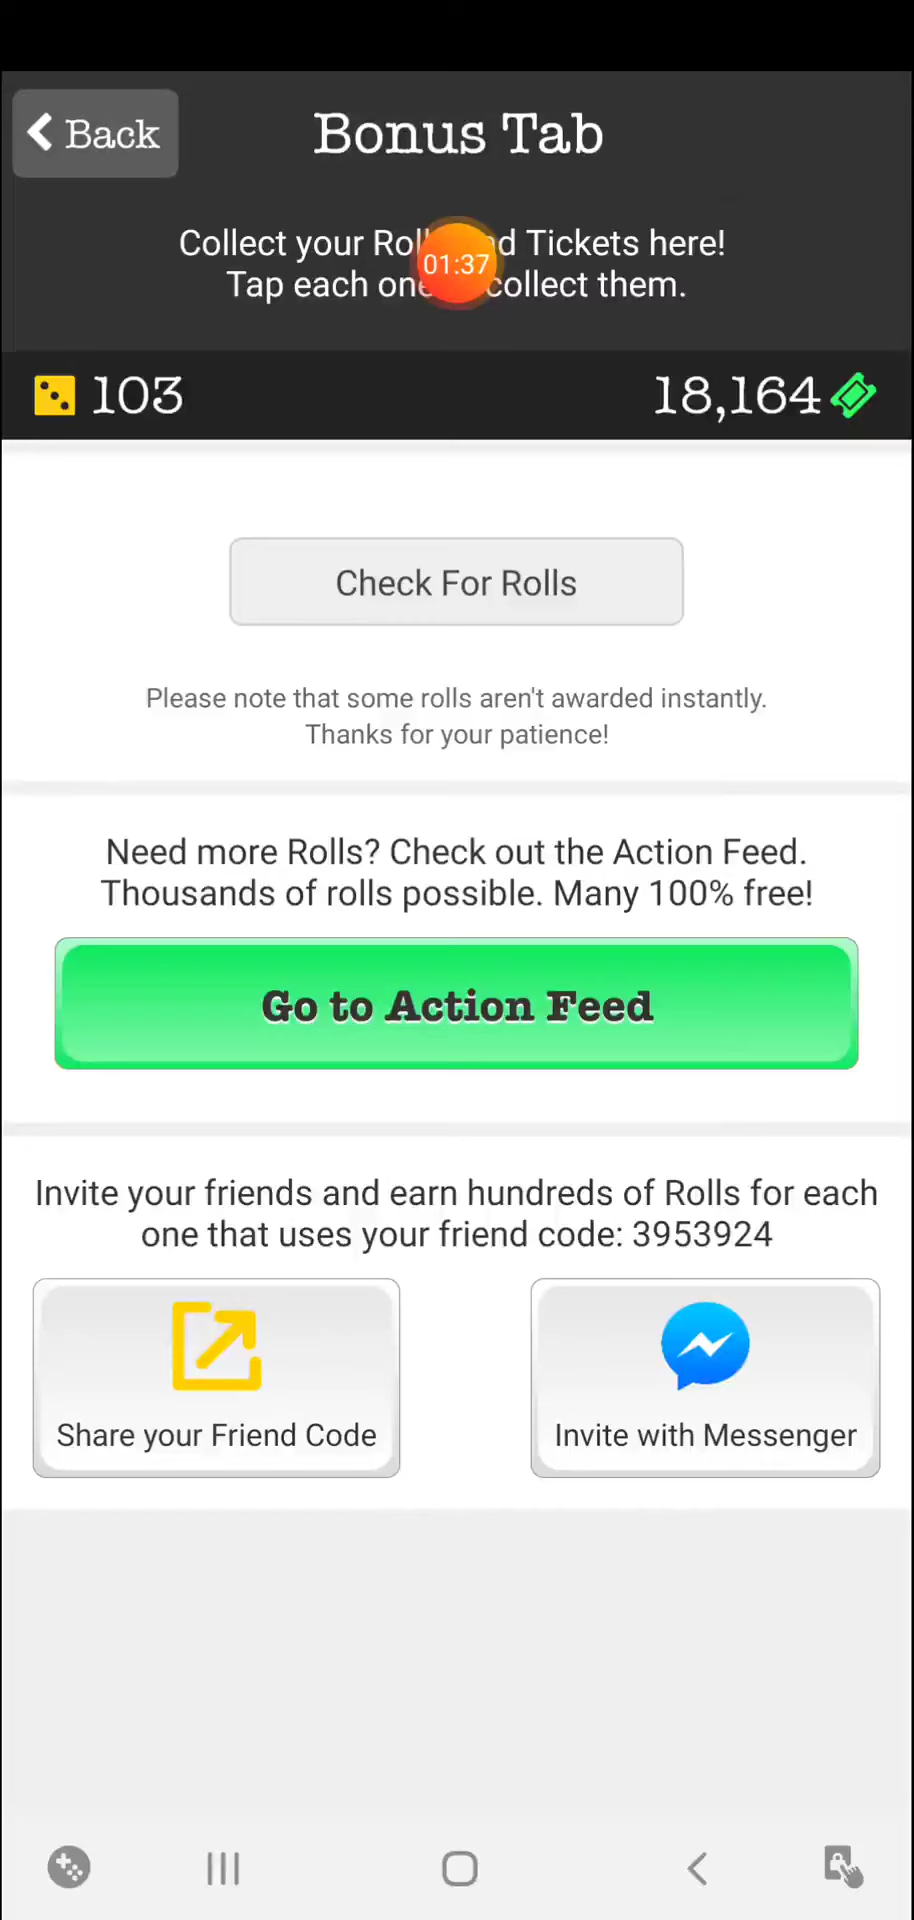 Back
Bonus Tab
Collect your Rol d Tickets here!
01:37
Tap each one collect them.
103
18,164
Check For Rolls
Please note that some rolls aren't awarded instantly.
Thanks for your patience!
Need more Rolls? Check out the Action Feed.
Thousands of rolls possible. Many 100% free!
Go to Action Feed
Invite your friends and earn hundreds of Rolls for each
one that uses your friend code: 3953924
Share your Friend Code
Invite with Messenger